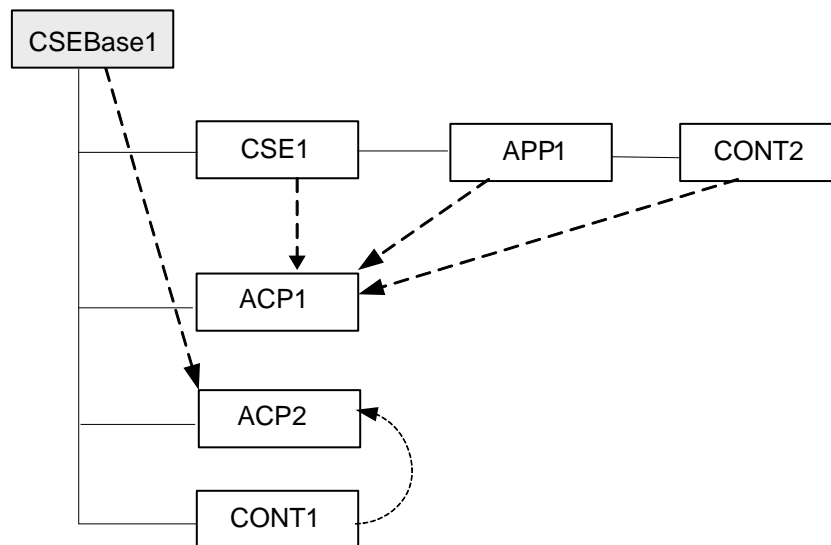 CSEBase1
CSE1
APP1
CONT2
ACP1
ACP2
CONT1